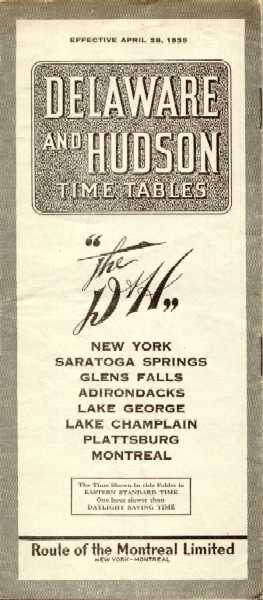 EFFECTIVE APRIL 28, 1935
DELAWARE
AND HUDSON
TIME TABLES
"The
D&H"
NEW YORK
SARATOGA SPRINGS
GLENS FALLS
ADIRONDACKS
LAKE GEORGE
LAKE CHAMPLAIN
PLATTSBURG
MONTREAL
The Time Shown in this Folder is
EASTERN STANDARD TIME
One hour slower than
DAYLIGHT SAVING TIME
Route of the Montreal Limited
NEW YORK-MONTREAL